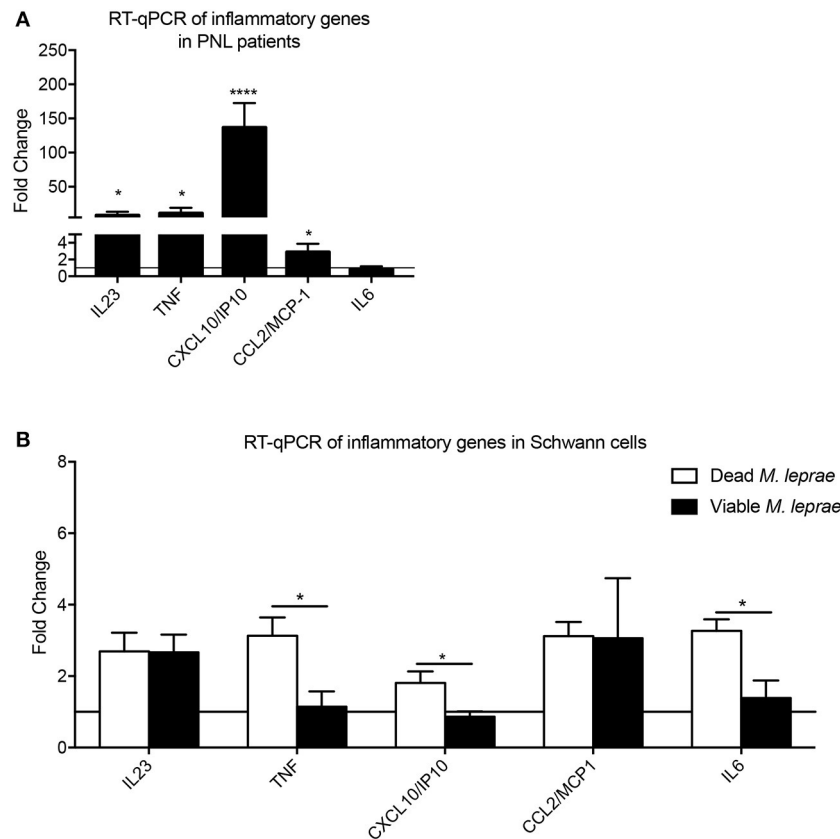 A
RT-qPCR of inflammatory genes
in PNL patients
Fold Change
250
200
150
100
50
4
2
0
*
*
****
*
IL23
TNF
CXCL10/IP10
CCL2/MCP-1
IL6
B
RT-qPCR of inflammatory genes in Schwann cells
Dead M. leprae
Viable M. leprae
Fold Change
8
6
4
2
0
*
*
*
IL23
TNF
CXCL10/IP10
CCL2/MCP1
IL6